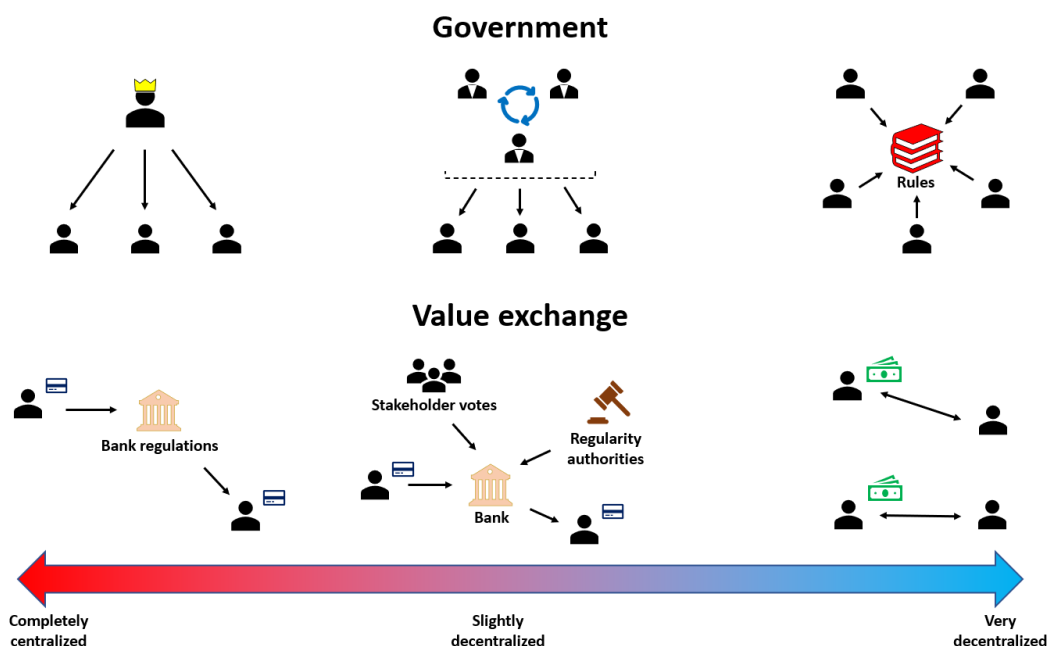 Government
Rules
Value exchange
Bank regulations
Stakeholder votes
Regularity
authorities
Bank
Completely
centralized
Slightly
decentralized
Very
decentralized